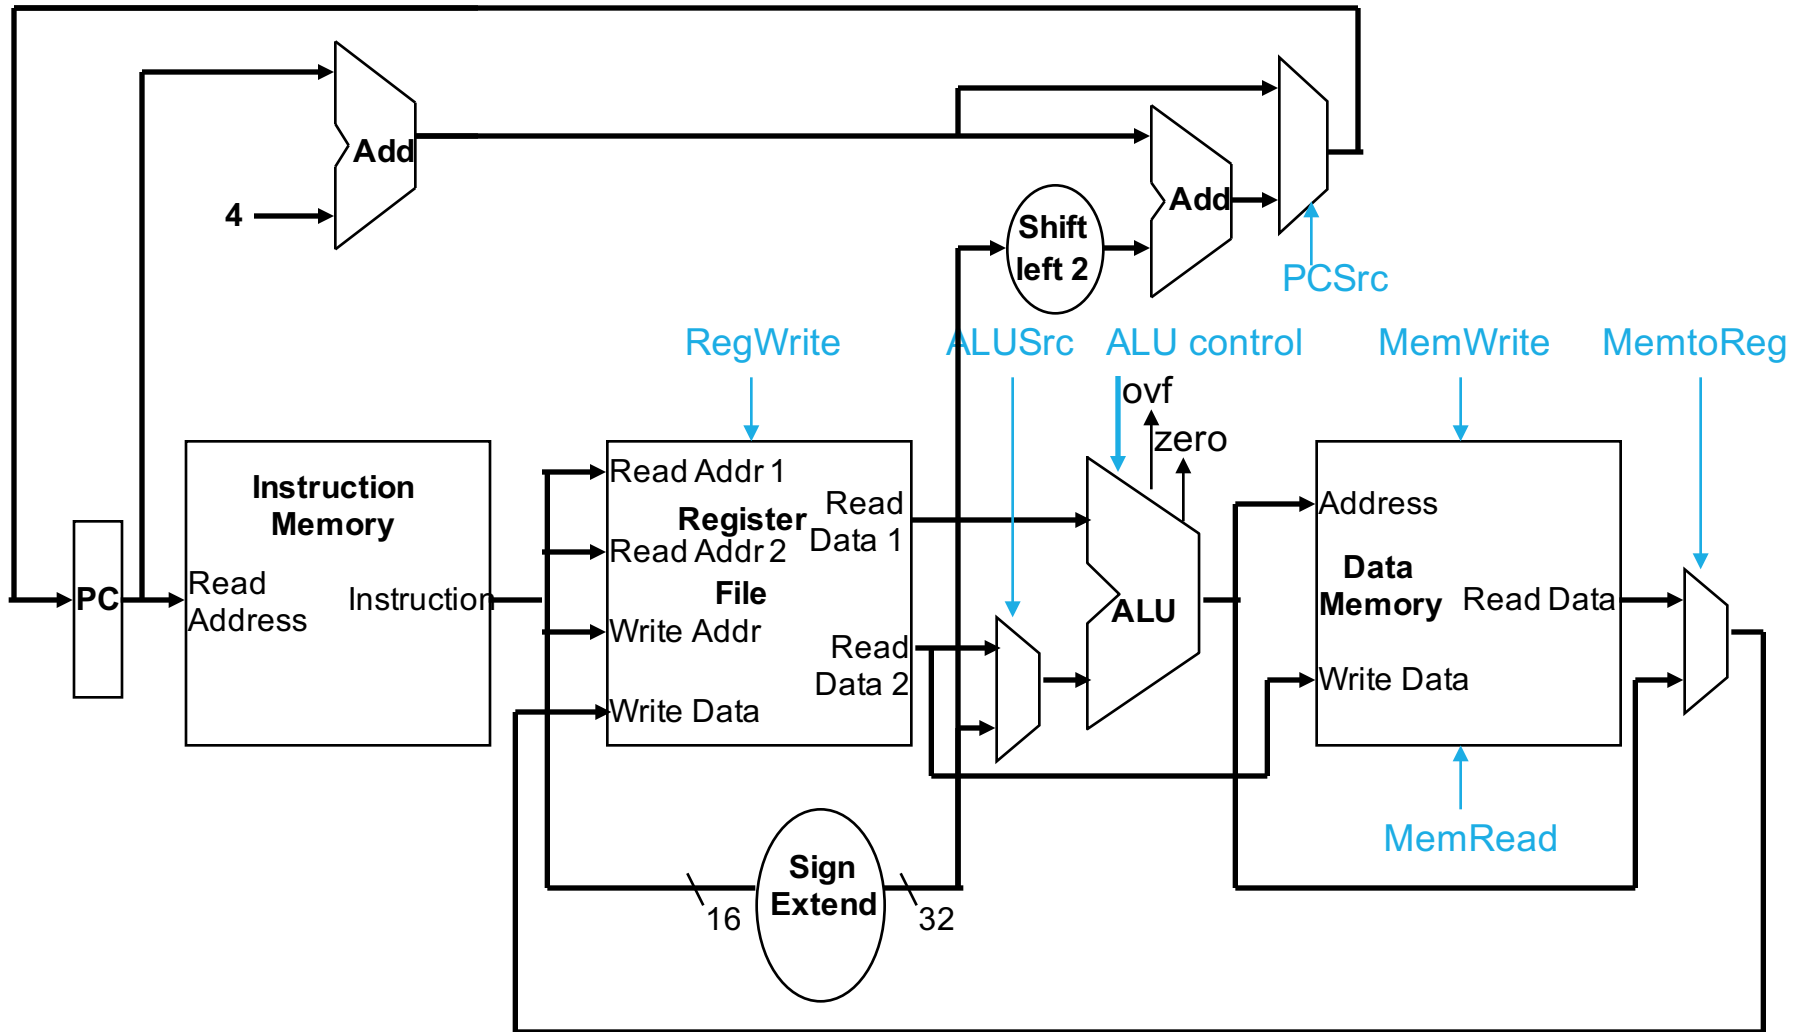 Add
4
Add
Shift
left 2
PCSrc
RegWrite
ALUSrc
ALU control
MemWrite
MemtoReg
ovf
zero
PC
Instruction
Memory
Read
Address
Instruction
Read Addr 1
Register
Read Addr 2
File
Write Addr
Write Data
Read
Data 1
Read
Data 2
ALU
Address
Data
Memory
Read Data
Write Data
MemRead
Sign
Extend
16
32